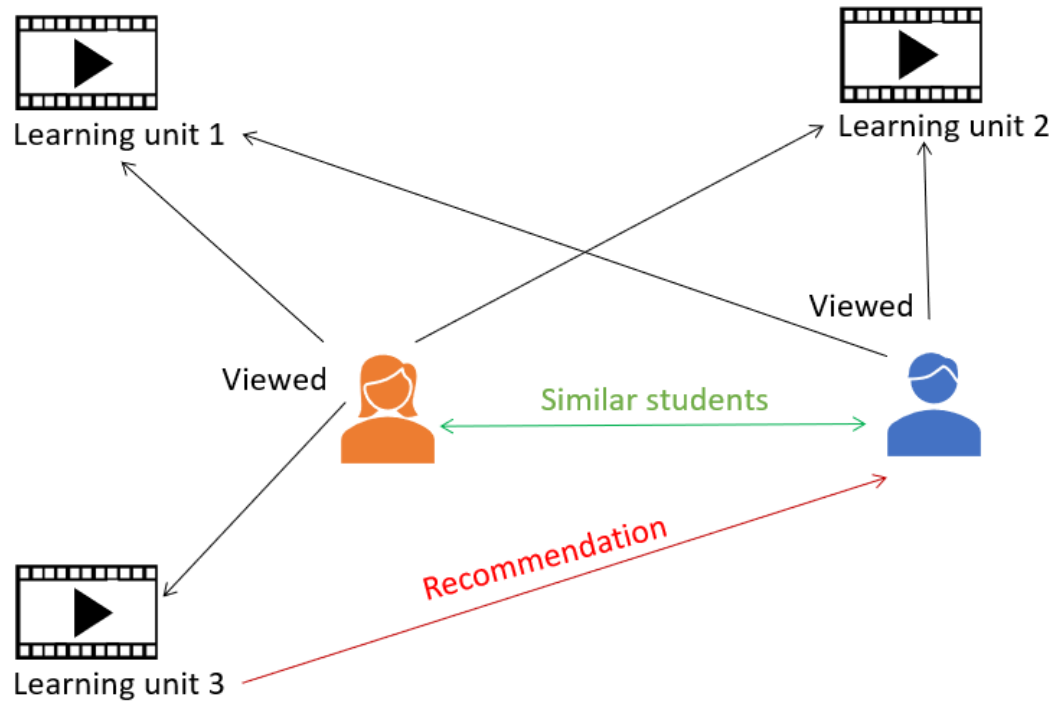 Learning unit 1
Learning unit 2
Viewed
Viewed
Similar students
Recommendation
Learning unit 3